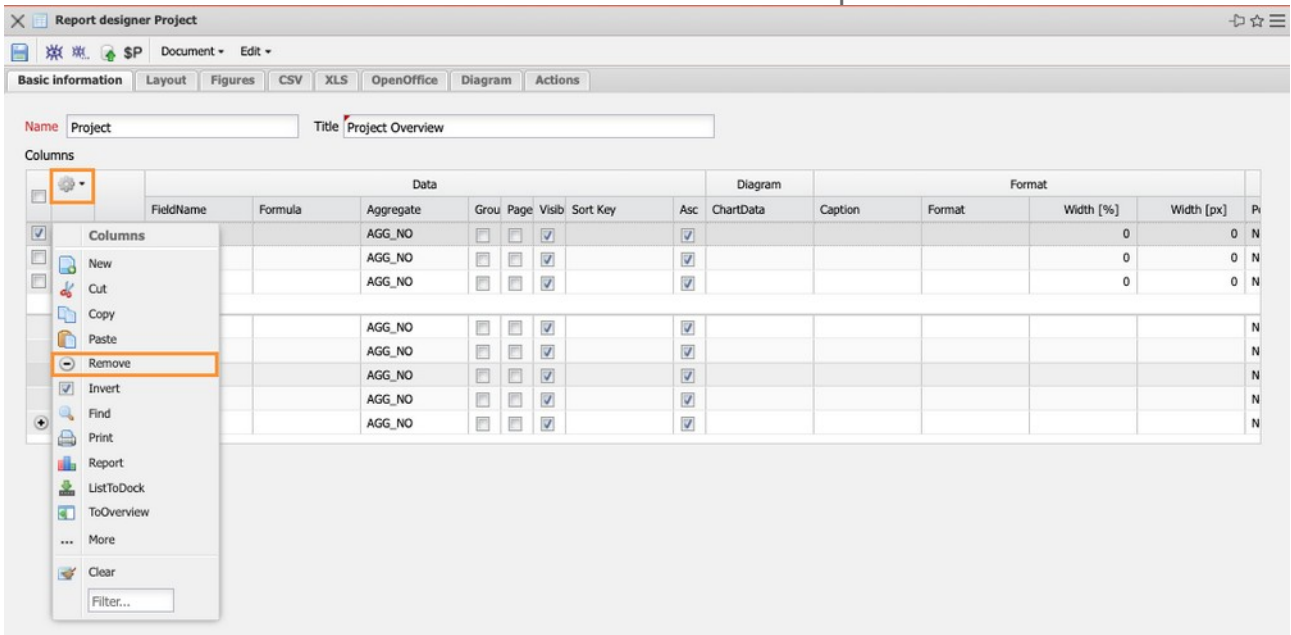 Report designer Project
$P Document Edit
Basic information Layout Figures CSV XLS OpenOffice Diagram Actions
Name Project Title Project Overview
Columns
Data Diagram Format
FieldName Formula Aggregate Grou Page Visib Sort Key Asc ChartData Caption Format Width [%] Width [px]
Columns AGG_NO 0 0 N
New AGG_NO 0 0 N
Cut AGG_NO 0 0 N
Copy
Paste AGG_NO N
AGG_NO N
Remove AGG_NO N
Invert AGG_NO N
Find AGG_NO N
Print
Report
ListToDock
ToOverview
... More
Clear
Filter...